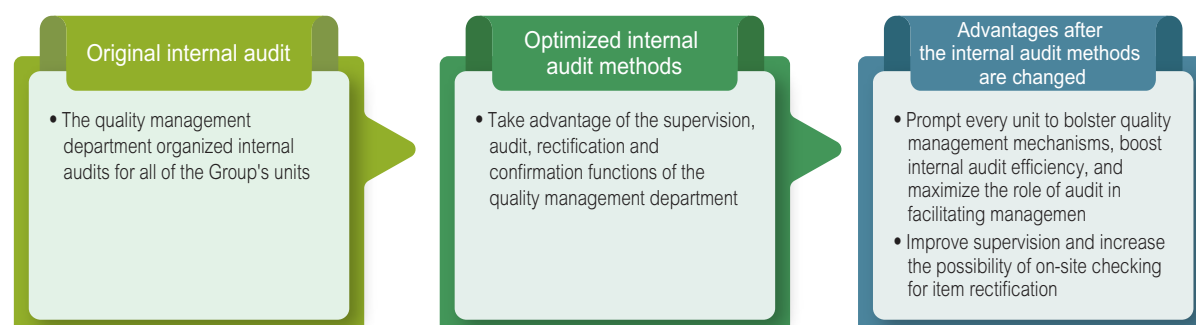 Original internal audit
• The quality management
department organized internal
audits for all of the Group's units
Optimized internal
audit methods
• Take advantage of the supervision,
audit, rectification and
confirmation functions of the
quality management department
Advantages after
the internal audit methods
are changed
• Prompt every unit to bolster quality
management mechanisms, boost
internal audit efficiency, and
maximize the role of audit in
facilitating managemen
• Improve supervision and increase
the possibility of on-site checking
for item rectification